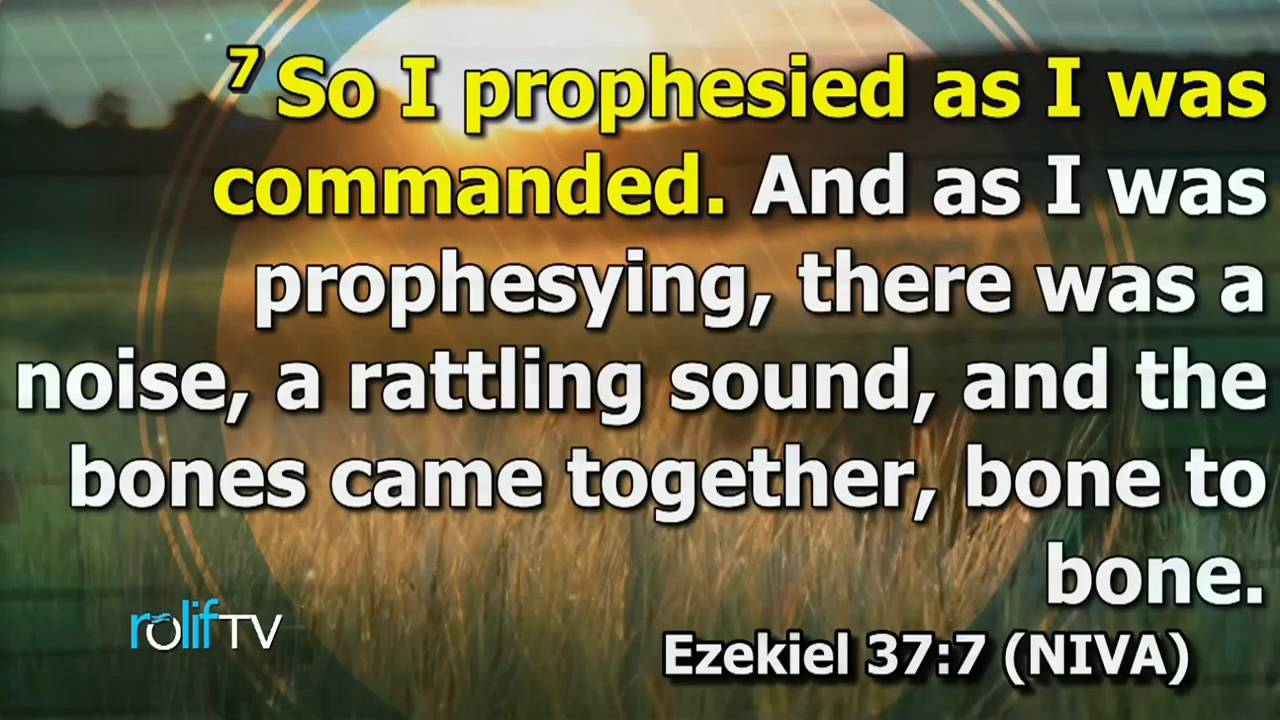 7 So I prophesied as I was
commanded. And as I was
prophesying, there was a
noise, a rattling sound, and the
bones came together, bone to
bone.
Ezekiel 37:7 (NIVA)
rolifTV